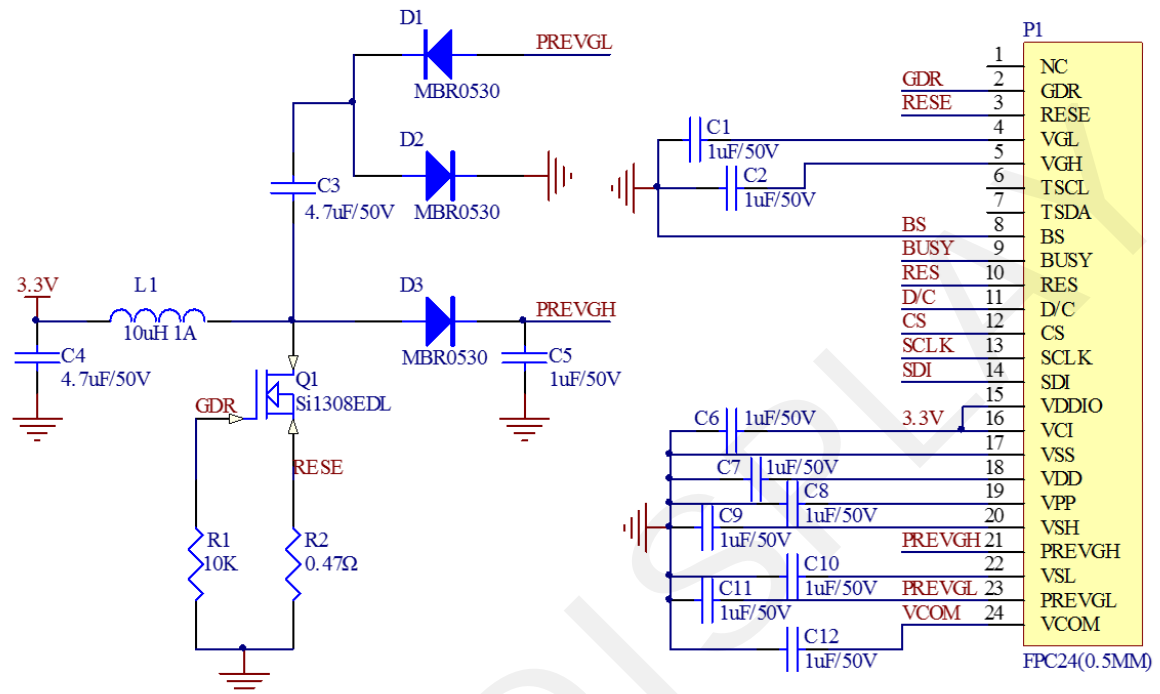 D1
PREVGL
MBR0530
D2
MBR0530
C3
4.7uF/50V
3.3V
L1
10uH 1A
D3
PREVGH
MBR0530
C4
4.7uF/50V
C5
1uF/50V
Q1
Si1308EDL
GDR
RESE
R1
10K
R2
0.47Ω
P1
1 NC
GDR 2 GDR
RESE 3 RESE
C1 4 VGL
1uF/50V
C2 5 VGH
1uF/50V
6 TSCL
7 TSDA
BS 8 BS
BUSY 9 BUSY
RES 10 RES
D/C 11 D/C
CS 12 CS
SCLK 13 SCLK
SDI 14 SDI
15 VDDIO
C6 1uF/50V 3.3V 16 VCI
17 VSS
C7 1uF/50V 18 VDD
C8 19 VPP
1uF/50V
C9 20 VSH
1uF/50V
PREVGH 21 PREVGH
C10 22 VSL
1uF/50V
C11 PREVGL 23 PREVGL
1uF/50V
VCOM 24 VCOM
C12
1uF/50V
FPC24(0.5MM)
DISPLAY